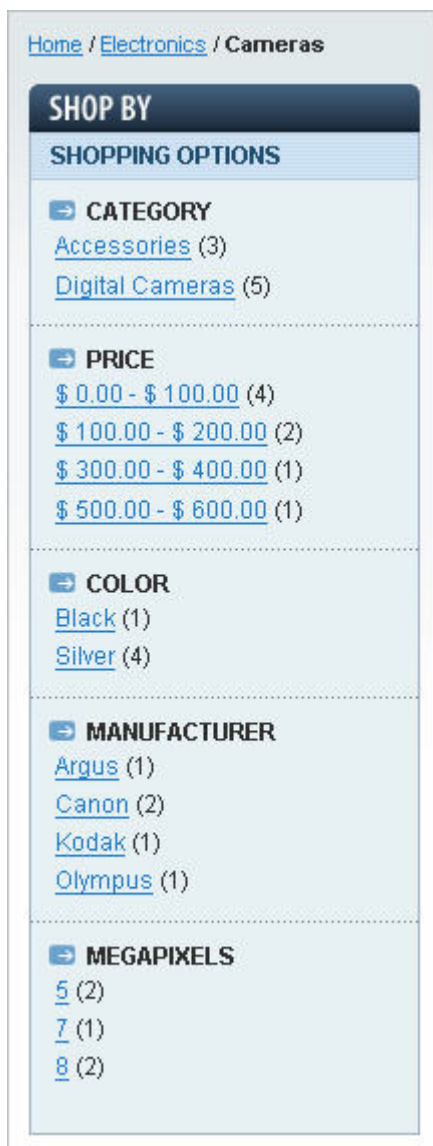 Home / Electronics / Cameras
SHOP BY
SHOPPING OPTIONS
CATEGORY
Accessories (3)
Digital Cameras (5)
PRICE
$ 0.00 - $ 100.00 (4)
$ 100.00 - $ 200.00 (2)
$ 300.00 - $ 400.00 (1)
$ 500.00 - $ 600.00 (1)
COLOR
Black (1)
Silver (4)
MANUFACTURER
Argus (1)
Canon (2)
Kodak (1)
Olympus (1)
MEGAPIXELS
5 (2)
7 (1)
8 (2)